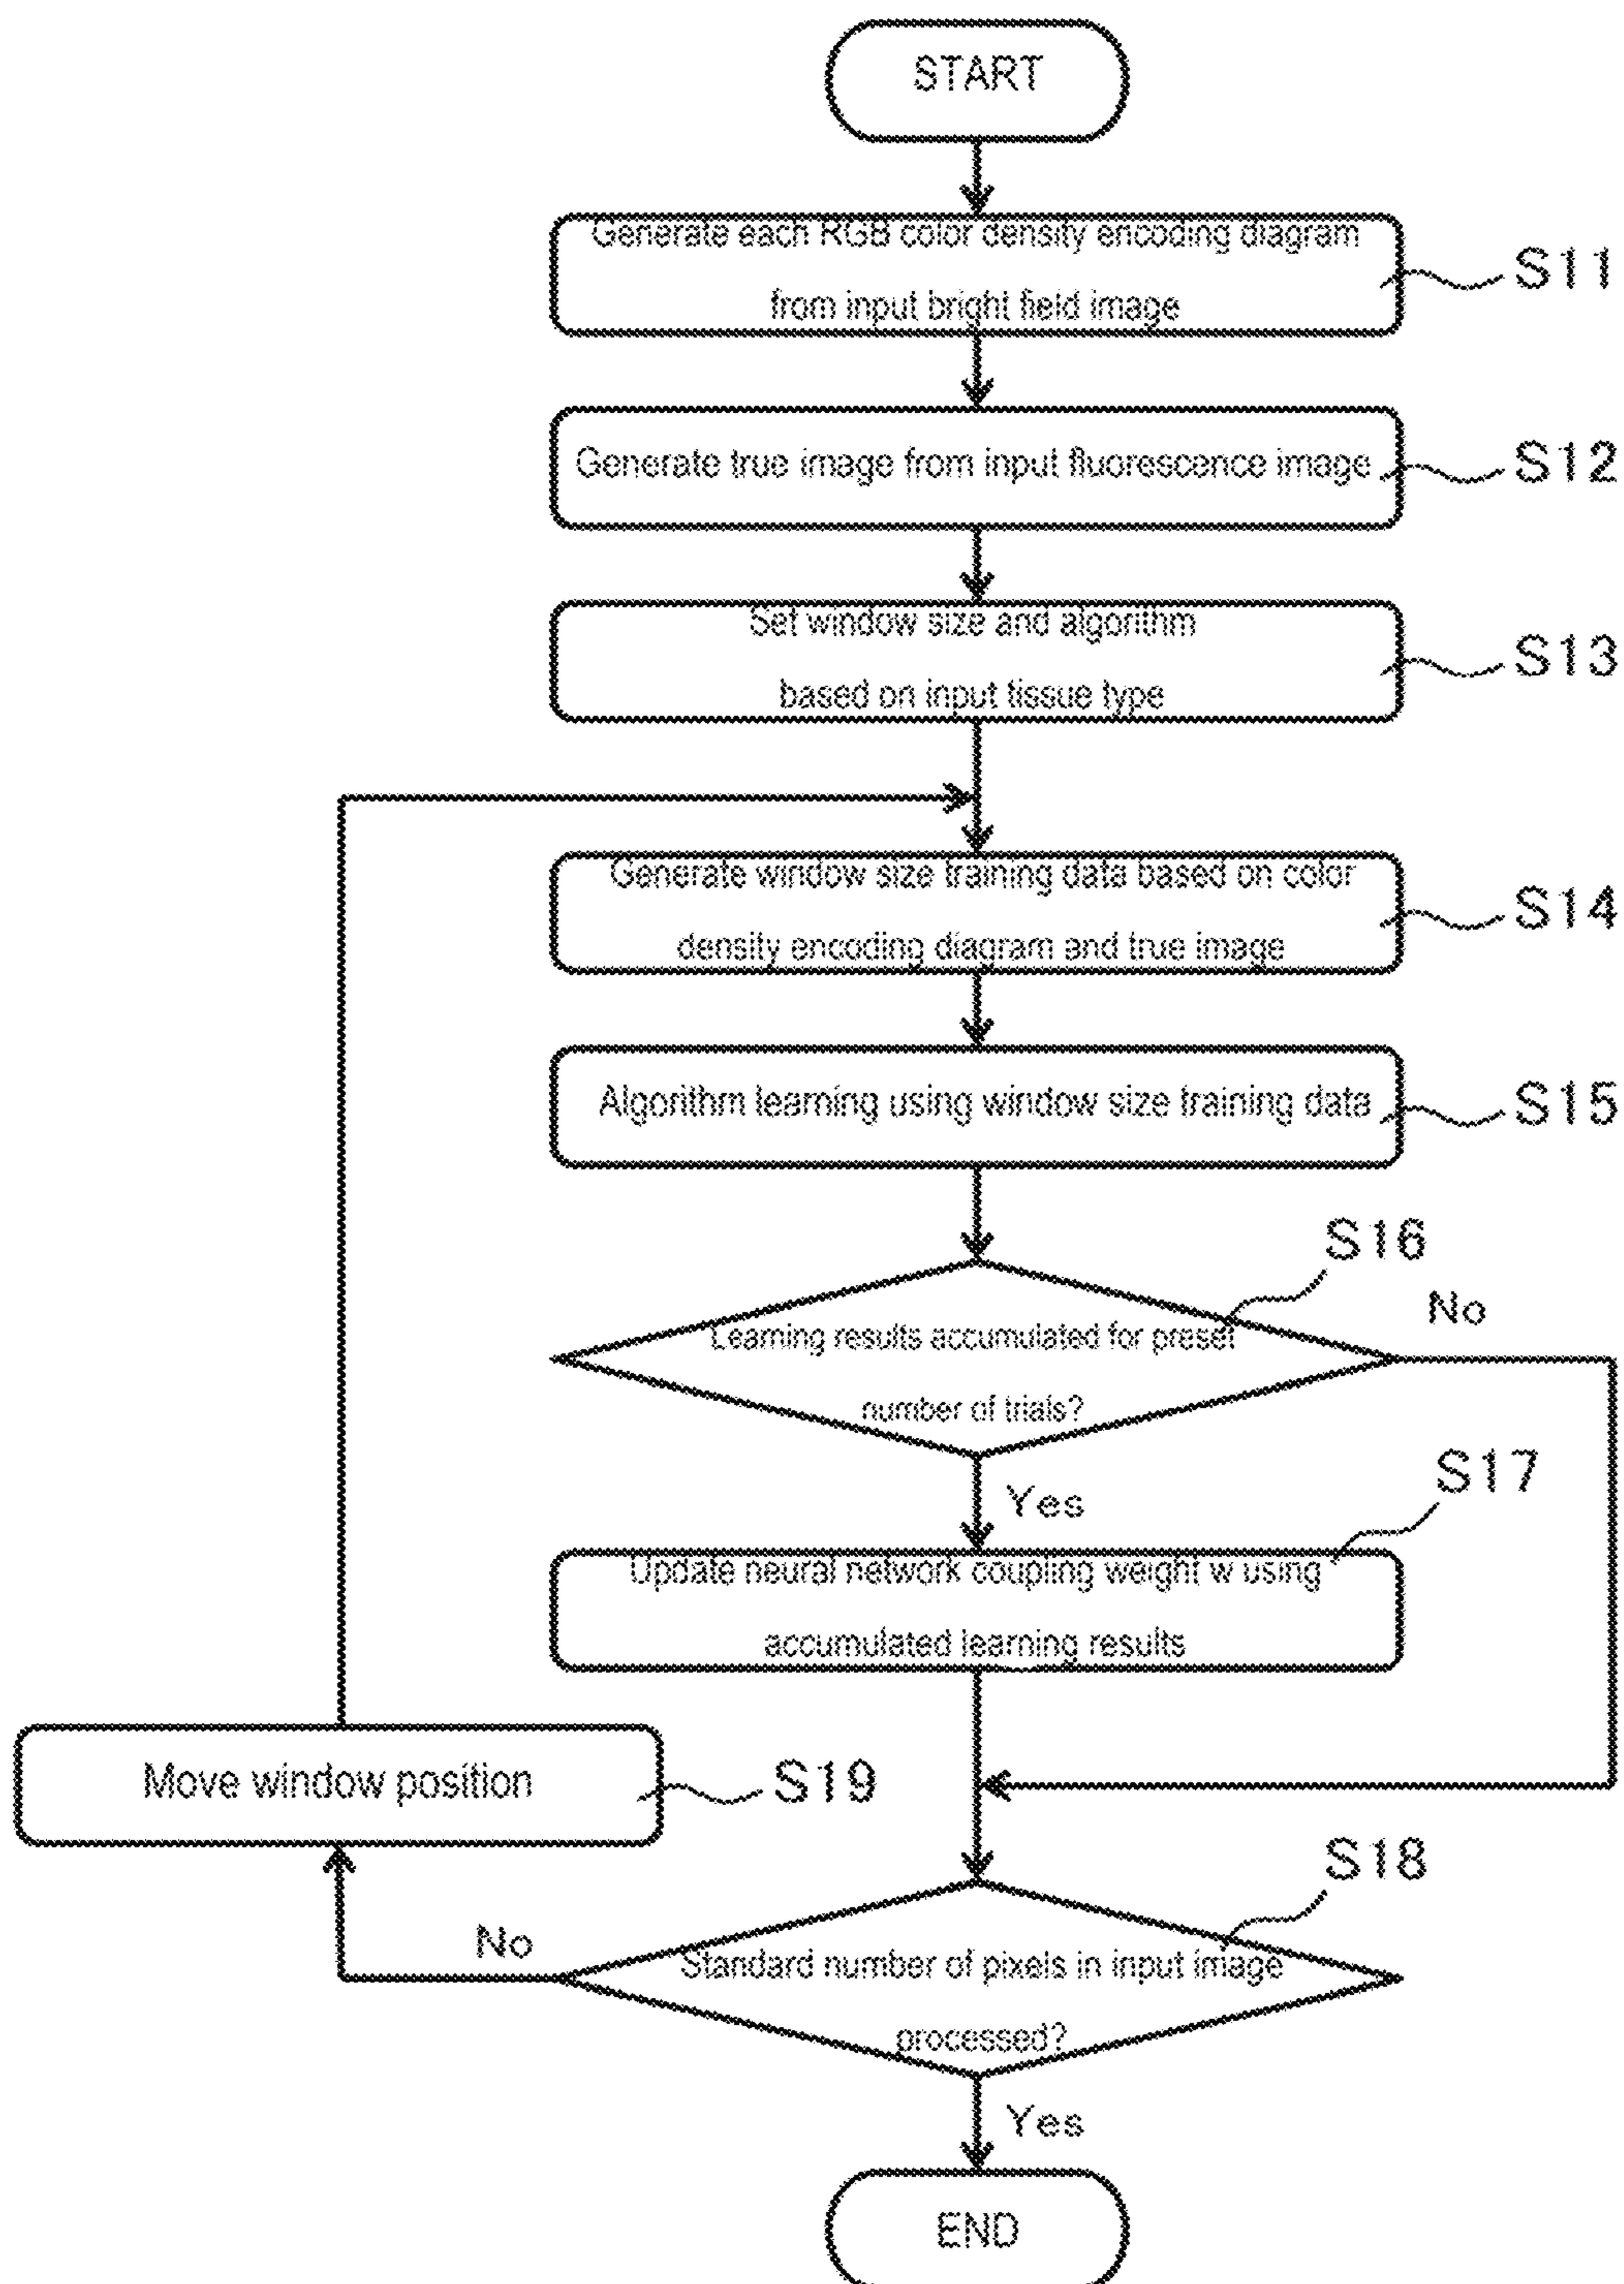 START
Generate each RGB color density encoding diagram
from input bright field image
S11
Generate true image from input fluorescence image
S12
Set window size and algorithm
based on input tissue type
S13
Generate window size training data based on color
density encoding diagram and true image
S14
Algorithm learning using window size training data
S15
S16
Learning results accumulated for preset
number of trials?
No
Yes
S17
Update neural network coupling weight w using
accumulated learning results
Move window position
S19
S18
Standard number of pixels in input image
processed?
No
Yes
END